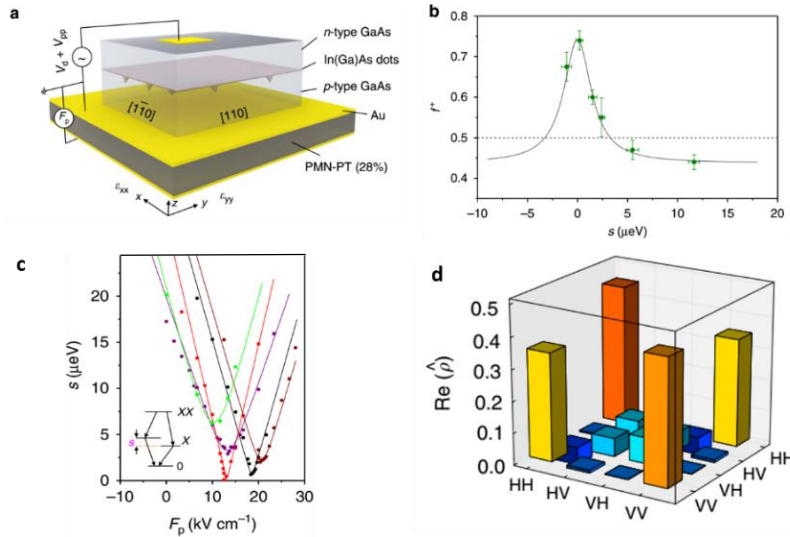 a
V_d + V_pp
~
F_p
n-type GaAs
In(Ga)As dots
p-type GaAs
Au
PMN-PT (28%)
[11̅0]
[110]
ε_xx
x
z
y
ε_yy
b
f⁺
0.8
0.7
0.6
0.5
0.4
−10
−5
0
5
10
15
20
s (μeV)
c
s (μeV)
20
15
10
5
0
XX
S
X
0
−10
0
10
20
30
F_p (kV cm⁻¹)
d
Re (ρ̂)
0.5
0.4
0.3
0.2
0.1
0.0
HH
HV
VH
VV
VV
VH
HV
HH